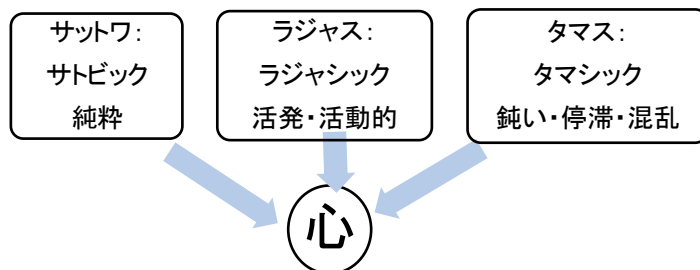 サットワ：
サトビック
純粋
ラジャス：
ラジャシック
活発・活動的
タマス：
タマシック
鈍い・停滞・混乱
心